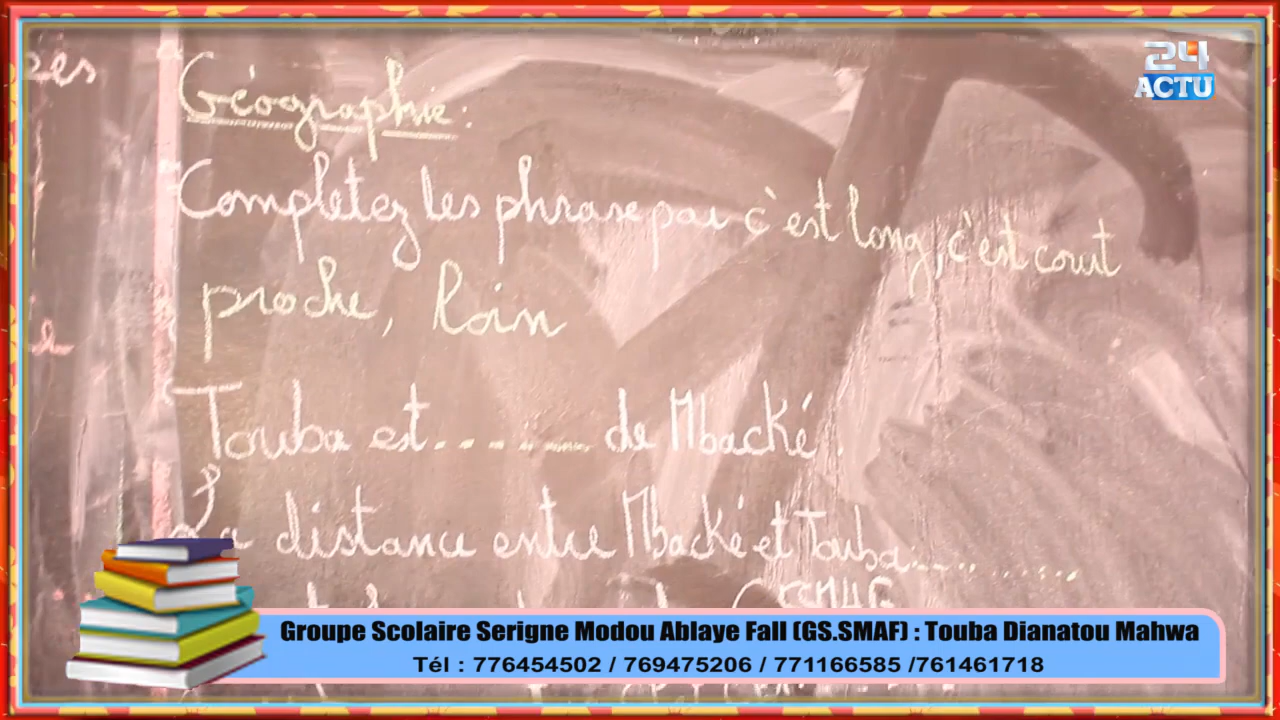 24
ACTU
Géographie:
Completez les phrase par c'est long, c'est court
proche, loin
Touba est....... de Mbacké.
La distance entre Mbacké et Touba.........
GSMAF
Groupe Scolaire Serigne Modou Ablaye Fall (GS.SMAF) : Touba Dianatou Mahwa
Tél : 776454502 / 769475206 / 771166585 /761461718